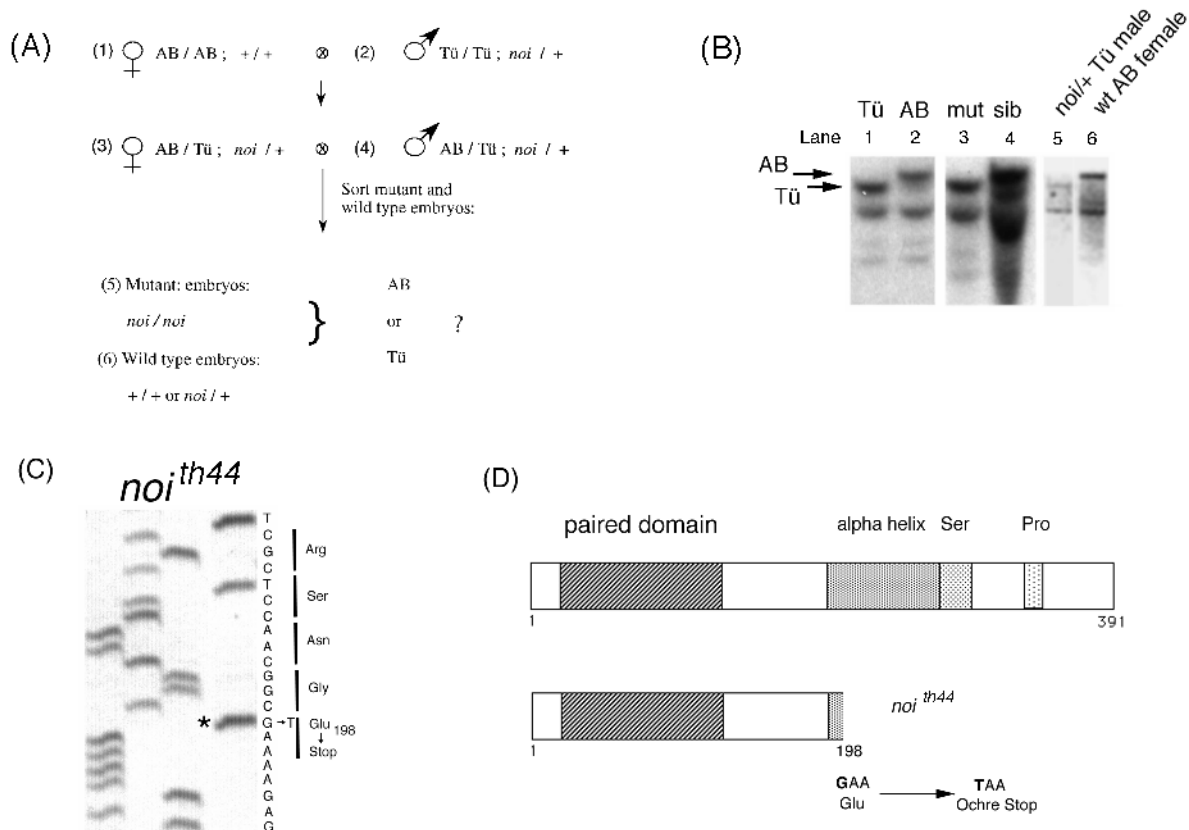 (A)
(1) ♀ AB / AB ; + / + ⊗ (2) ♂ Tü / Tü ; noi / +
(3) ♀ AB / Tü ; noi / + ⊗ (4) ♂ AB / Tü ; noi / +
Sort mutant and
wild type embryos:
(5) Mutant: embryos: AB
noi / noi } or ?
(6) Wild type embryos: Tü
+ / + or noi / +
(B)
noi/+ Tü male
wt AB female
Tü AB mut sib
Lane 1 2 3 4 5 6
AB
Tü
(C)
noi th44
T
C
G
C
Arg
T
C
C
Ser
A
A
C
Asn
G
G
C
Gly
* G → T Glu 198
A
A
↓
Stop
A
A
G
A
G
(D)
paired domain alpha helix Ser Pro
1 391
noi th44
1 198
GAA → TAA
Glu Ochre Stop